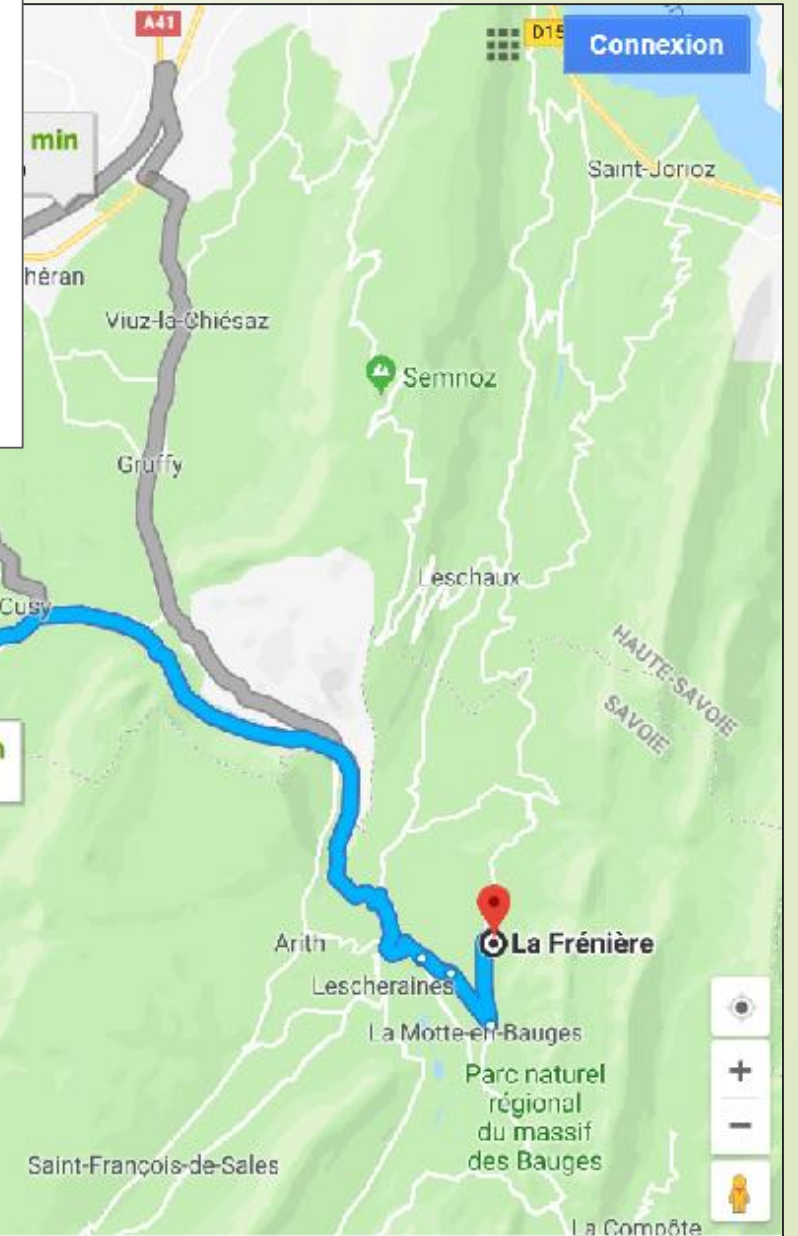 A41
D15
Connexion
min
Saint-Jorioz
héran
Viuz-la-Chiésaz
Semnoz
Gruffy
Leschaux
Cusy
HAUTE-SAVOIE
SAVOIE
Arith
La Frénière
Lescheraines
La Motte-en-Bauges
Parc naturel
régional
du massif
des Bauges
Saint-François-de-Sales
La Compôte